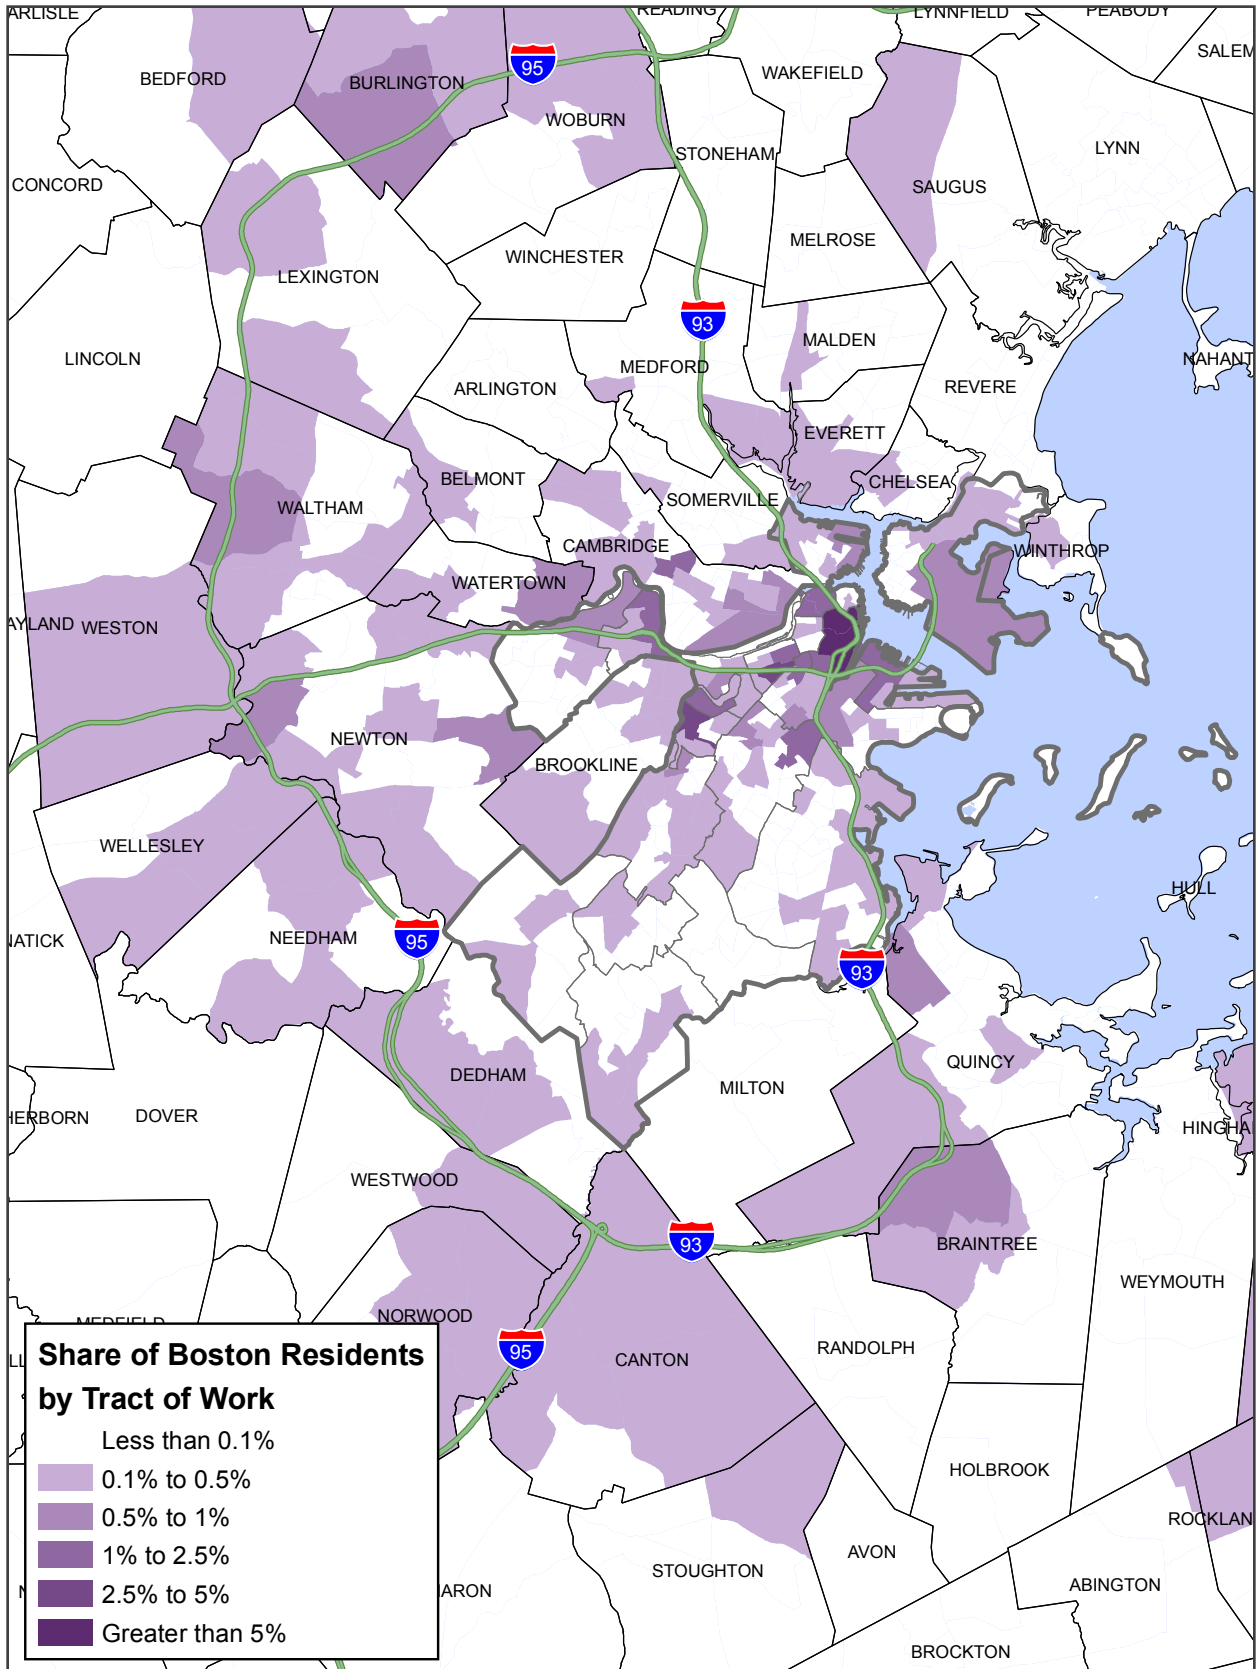 ARLISLE
READING
LYNNFIELD
PEABODY
SALEM
BEDFORD
BURLINGTON
95
WAKEFIELD
WOBURN
STONEHAM
LYNN
CONCORD
SAUGUS
MELROSE
WINCHESTER
LEXINGTON
93
MALDEN
LINCOLN
MEDFORD
NAHANT
ARLINGTON
REVERE
EVERETT
BELMONT
CHELSEA
SOMERVILLE
WALTHAM
CAMBRIDGE
WINTHROP
WATERTOWN
AYLAND
WESTON
NEWTON
BROOKLINE
WELLESLEY
HULL
NATICK
NEEDHAM
95
93
QUINCY
DEDHAM
MILTON
HERBORN
DOVER
HINGHA
WESTWOOD
93
BRAINTREE
WEYMOUTH
MEDFIELD
NORWOOD
95
CANTON
RANDOLPH
Share of Boston Residents
by Tract of Work
Less than 0.1%
0.1% to 0.5%
0.5% to 1%
1% to 2.5%
2.5% to 5%
Greater than 5%
HOLBROOK
ROCKLAN
AVON
STOUGHTON
ARON
ABINGTON
BROCKTON